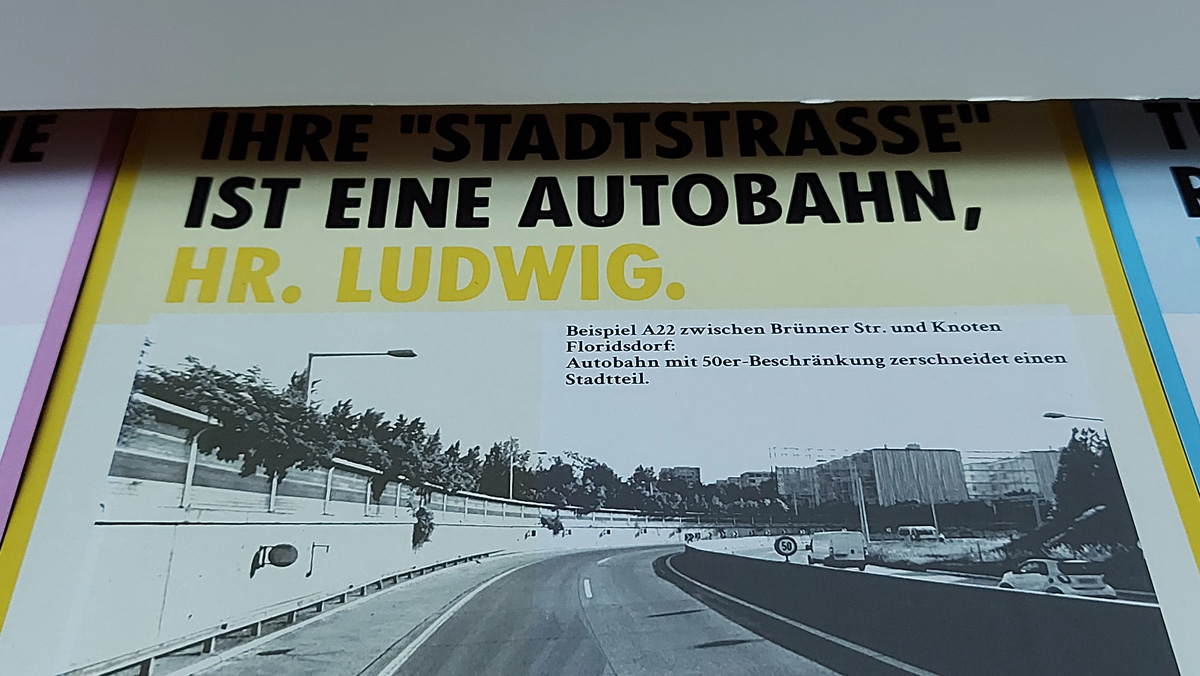 IHRE "STADTSTRASSE"
IST EINE AUTOBAHN,
HR. LUDWIG.
Beispiel A22 zwischen Brünner Str. und Knoten
Floridsdorf:
Autobahn mit 50er-Beschränkung zerschneidet einen
Stadtteil.
50